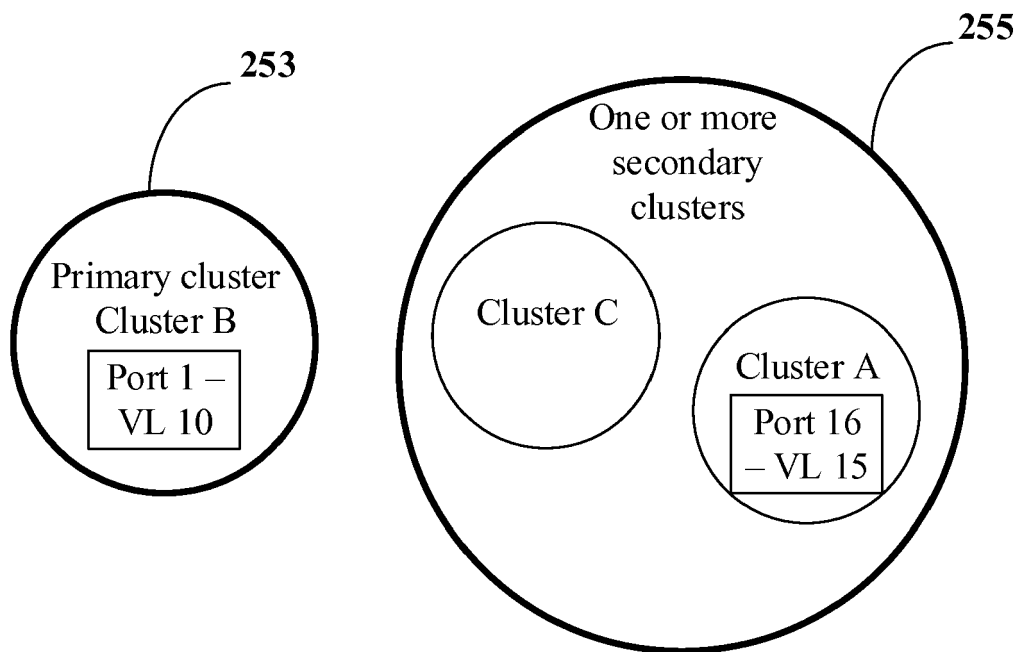 253
255
Primary cluster
Cluster B
Port 1 –
VL 10
One or more
secondary
clusters
Cluster C
Cluster A
Port 16
– VL 15